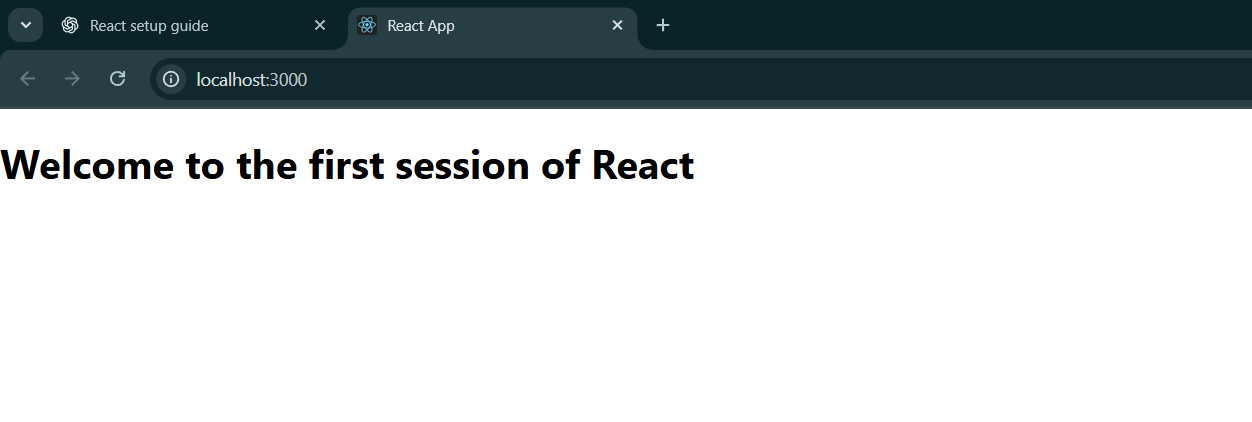 React setup guide
React App
localhost:3000
Welcome to the first session of React